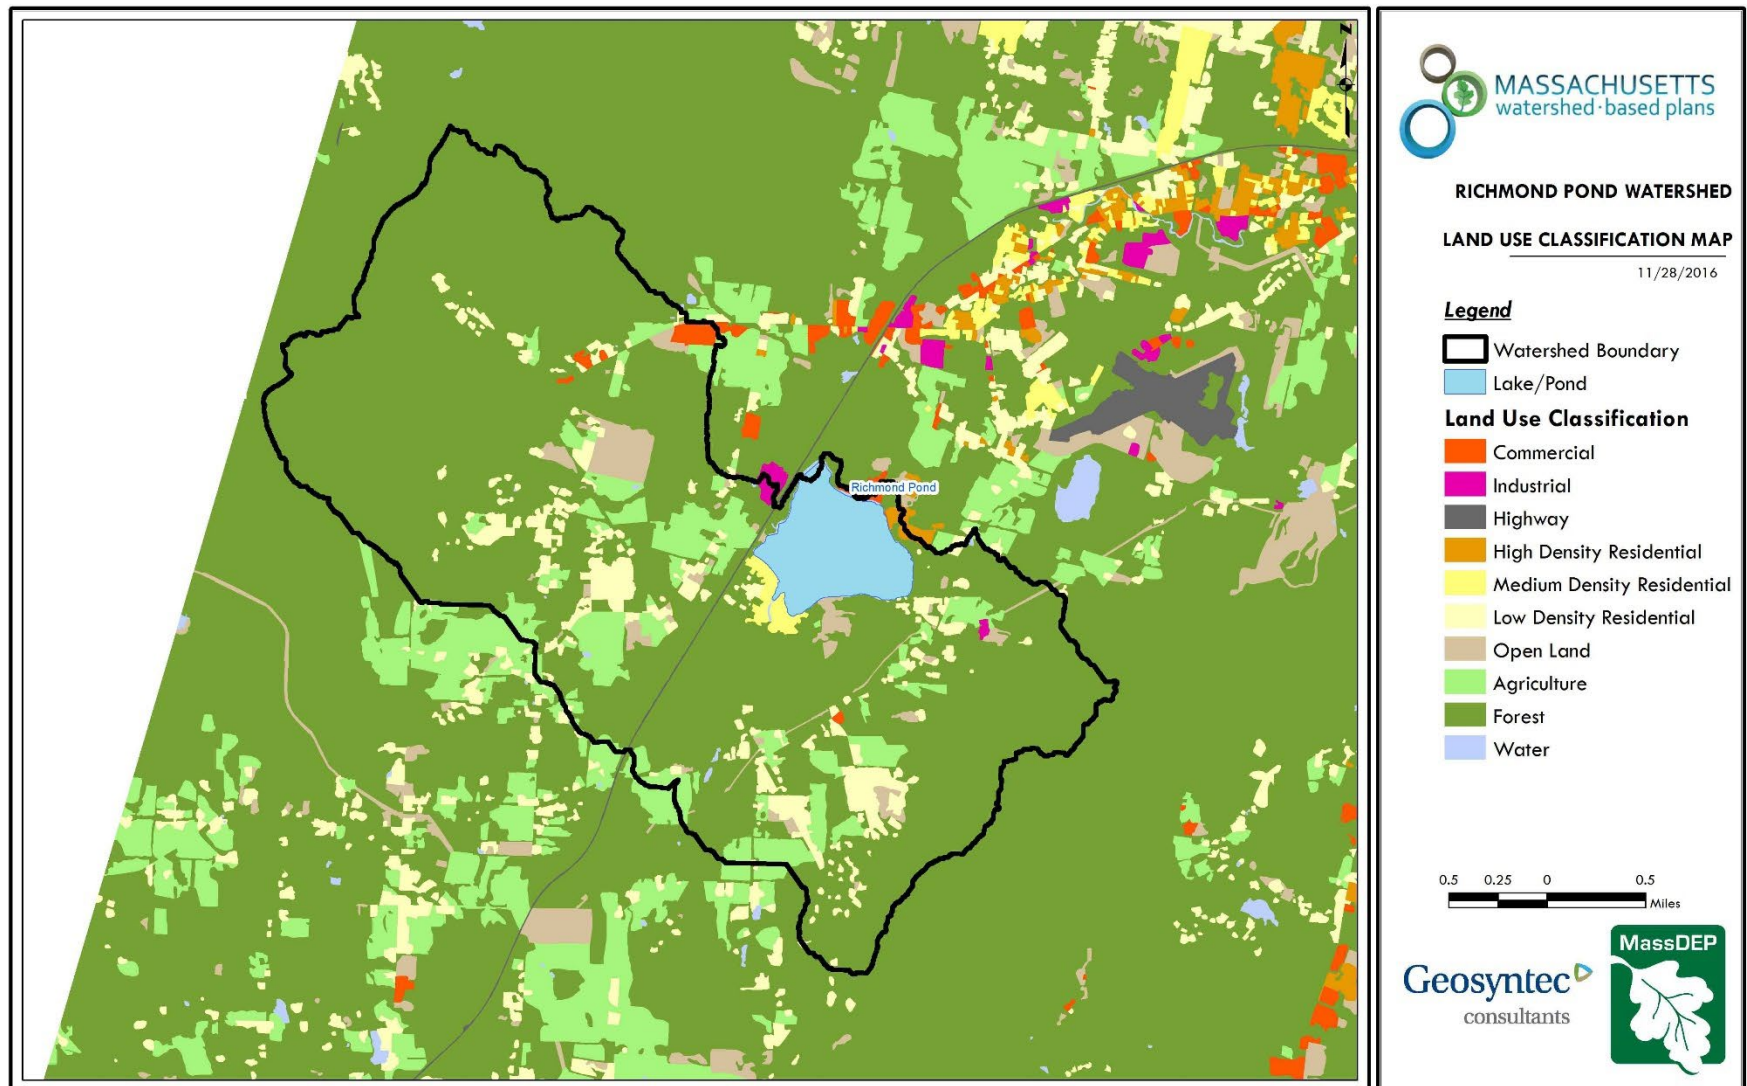 Richmond Pond
N
MASSACHUSETTS
watershed·based plans
RICHMOND POND WATERSHED
LAND USE CLASSIFICATION MAP
11/28/2016
Legend
Watershed Boundary
Lake/Pond
Land Use Classification
Commercial
Industrial
Highway
High Density Residential
Medium Density Residential
Low Density Residential
Open Land
Agriculture
Forest
Water
0.5 0.25 0 0.5
Miles
Geosyntec
consultants
MassDEP